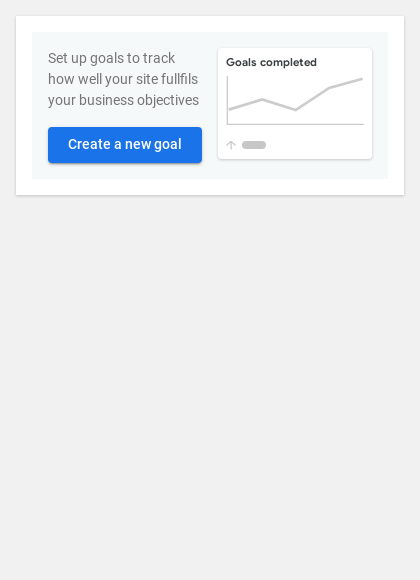 Set up goals to track
how well your site fullfils
your business objectives
Create a new goal
Goals completed